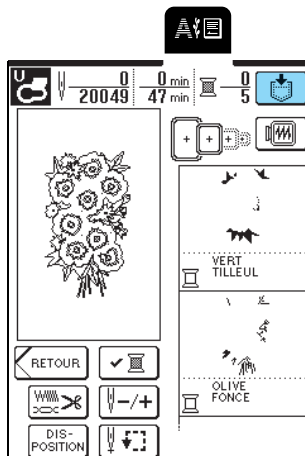 A
U
0 0 min 0
20049 47 min 5
VERT
TILLEUL
RETOUR
OLIVE
FONCE
-/+
DIS-
POSITION